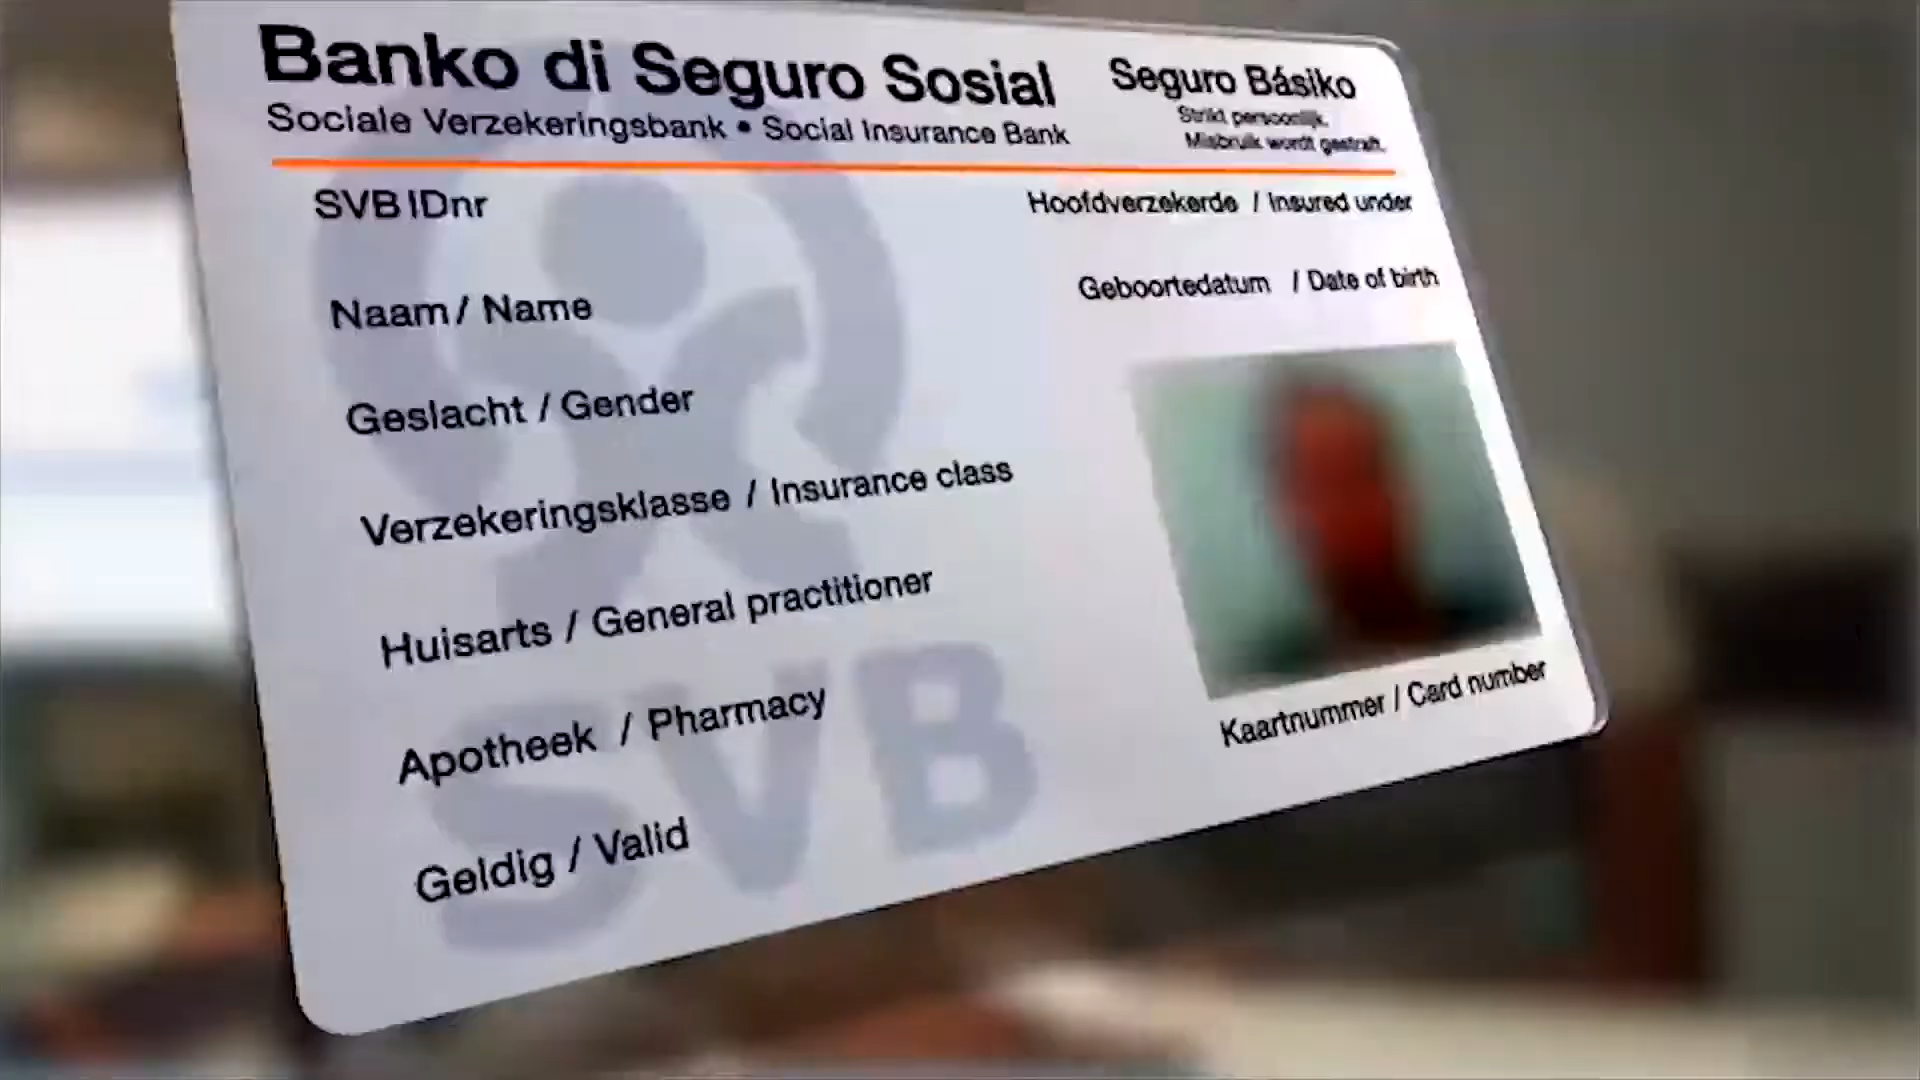 Banko di Seguro Sosial
Sociale Verzekeringsbank • Social Insurance Bank
Seguro Básiko
Strikt persoonlijk.
Misbruik wordt gestraft.
SVB IDnr
Hoofdverzekerde / Insured under
Naam / Name
Geboortedatum / Date of birth
Geslacht / Gender
Verzekeringsklasse / Insurance class
Huisarts / General practitioner
Apotheek / Pharmacy
Geldig / Valid
Kaartnummer / Card number
SVB